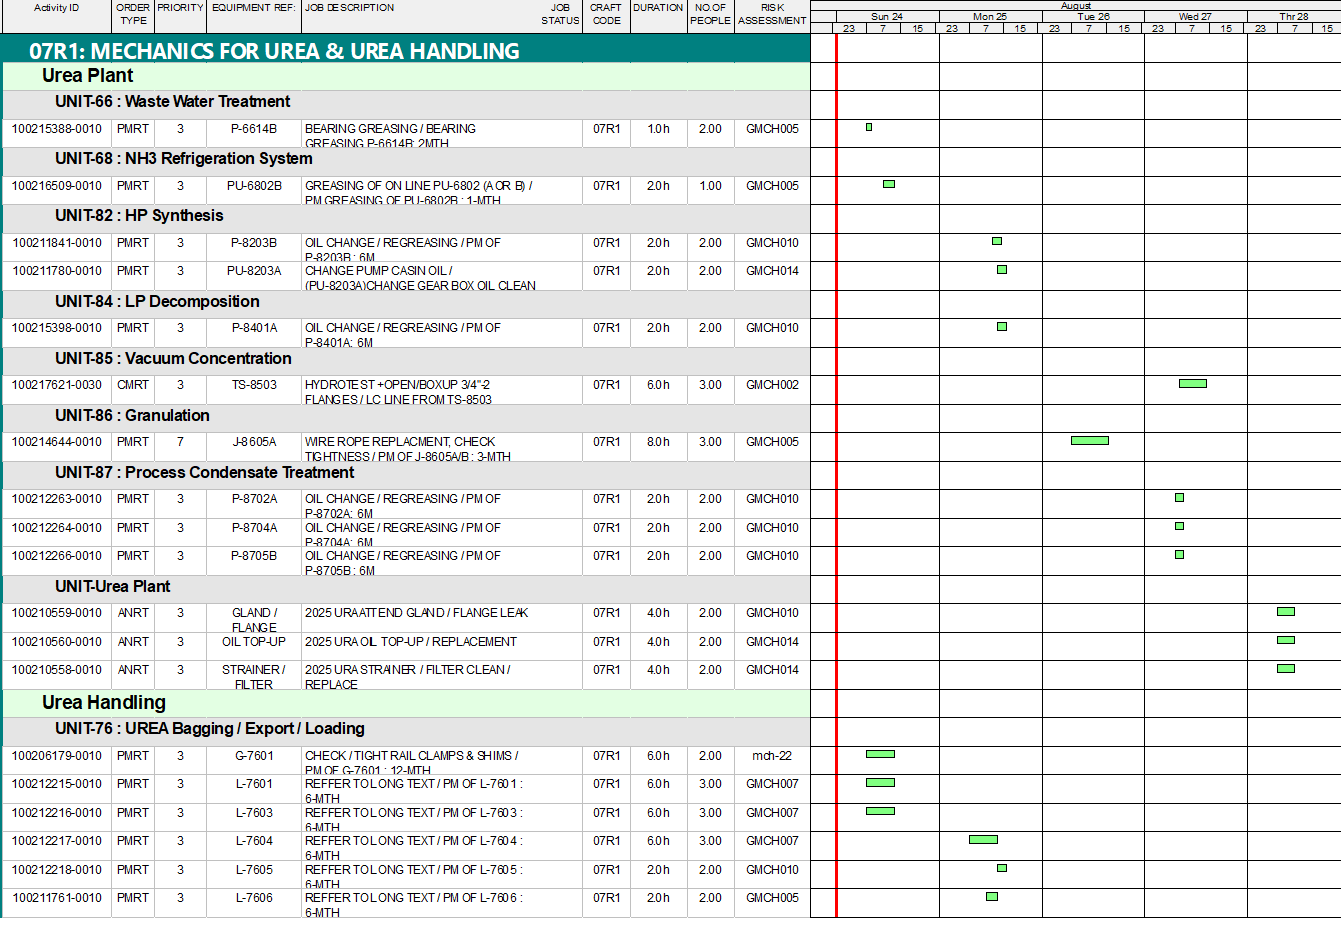 Activity ID ORDER TYPE PRIORITY EQUIPMENT REF: JOB DESCRIPTION JOB STATUS CRAFT CODE DURATION NO.OF PEOPLE RISK ASSESSMENT
August
Sun 24 Mon 25 Tue 26 Wed 27 Thr 28
23 7 15 23 7 15 23 7 15 23 7 15 23 7 15
07R1: MECHANICS FOR UREA & UREA HANDLING
Urea Plant
UNIT-66 : Waste Water Treatment
100215388-0010 PMRT 3 P-6614B BEARING GREASING / BEARING 07R1 1.0h 2.00 GMCH005
GREASING P-6614B: 2MTH
UNIT-68 : NH3 Refrigeration System
100216509-0010 PMRT 3 PU-6802B GREASING OF ON LINE PU-6802 (A OR B) / 07R1 2.0h 1.00 GMCH005
PM GREASING OF PU-6802B : 1-MTH
UNIT-82 : HP Synthesis
100211841-0010 PMRT 3 P-8203B OIL CHANGE / REGREASING / PM OF 07R1 2.0h 2.00 GMCH010
P-8203B : 6M
100211780-0010 PMRT 3 PU-8203A CHANGE PUMP CASIN OIL / 07R1 2.0h 2.00 GMCH014
(PU-8203A)CHANGE GEAR BOX OIL CLEAN
UNIT-84 : LP Decomposition
100215398-0010 PMRT 3 P-8401A OIL CHANGE / REGREASING / PM OF 07R1 2.0h 2.00 GMCH010
P-8401A: 6M
UNIT-85 : Vacuum Concentration
100217621-0030 CMRT 3 TS-8503 HYDROTEST +OPEN/BOXUP 3/4"-2 07R1 6.0h 3.00 GMCH002
FLANGES / LC LINE FROM TS-8503
UNIT-86 : Granulation
100214644-0010 PMRT 7 J-8605A WIRE ROPE REPLACMENT, CHECK 07R1 8.0h 3.00 GMCH005
TIGHTNESS / PM OF J-8605A/B : 3-MTH
UNIT-87 : Process Condensate Treatment
100212263-0010 PMRT 3 P-8702A OIL CHANGE / REGREASING / PM OF 07R1 2.0h 2.00 GMCH010
P-8702A: 6M
100212264-0010 PMRT 3 P-8704A OIL CHANGE / REGREASING / PM OF 07R1 2.0h 2.00 GMCH010
P-8704A: 6M
100212266-0010 PMRT 3 P-8705B OIL CHANGE / REGREASING / PM OF 07R1 2.0h 2.00 GMCH010
P-8705B : 6M
UNIT-Urea Plant
100210559-0010 ANRT 3 GLAND / FLANGE 2025 URA ATTEND GLAND / FLANGE LEAK 07R1 4.0h 2.00 GMCH010
100210560-0010 ANRT 3 OIL TOP-UP 2025 URA OIL TOP-UP / REPLACEMENT 07R1 4.0h 2.00 GMCH014
100210558-0010 ANRT 3 STRAINER / FILTER 2025 URA STRAINER / FILTER CLEAN / 07R1 4.0h 2.00 GMCH014
REPLACE
Urea Handling
UNIT-76 : UREA Bagging / Export / Loading
100206179-0010 PMRT 3 G-7601 CHECK / TIGHT RAIL CLAMPS & SHIMS / 07R1 6.0h 2.00 mch-22
PM OF G-7601 : 12-MTH
100212215-0010 PMRT 3 L-7601 REFFER TO LONG TEXT / PM OF L-7601 : 07R1 6.0h 3.00 GMCH007
6-MTH
100212216-0010 PMRT 3 L-7603 REFFER TO LONG TEXT / PM OF L-7603 : 07R1 6.0h 3.00 GMCH007
6-MTH
100212217-0010 PMRT 3 L-7604 REFFER TO LONG TEXT / PM OF L-7604 : 07R1 6.0h 3.00 GMCH007
6-MTH
100212218-0010 PMRT 3 L-7605 REFFER TO LONG TEXT / PM OF L-7605 : 07R1 2.0h 2.00 GMCH010
6-MTH
100211761-0010 PMRT 3 L-7606 REFFER TO LONG TEXT / PM OF L-7606 : 07R1 2.0h 2.00 GMCH005
6-MTH